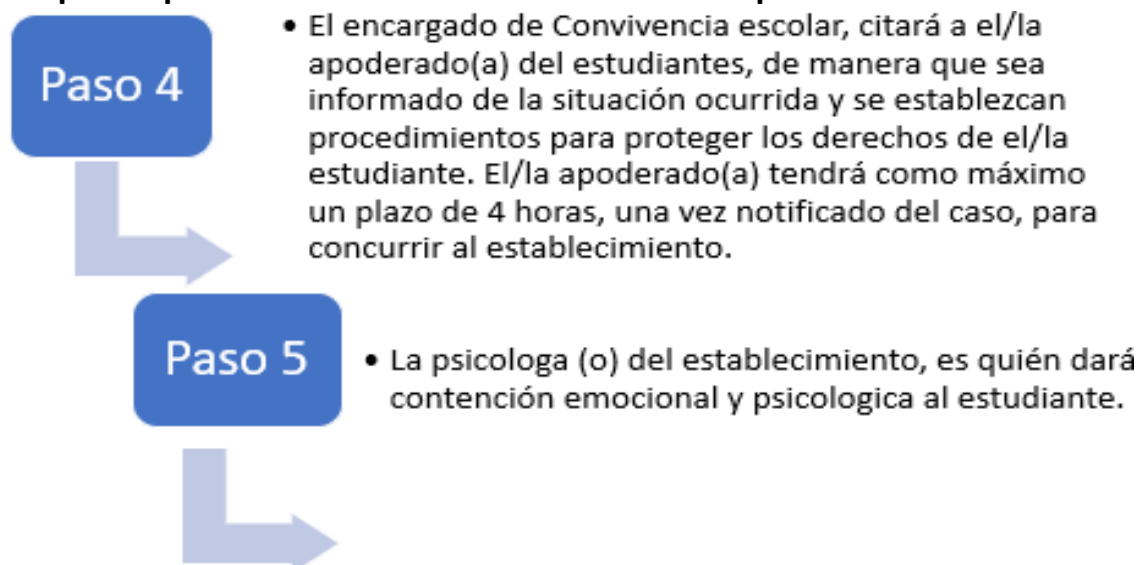 Paso 4
• El encargado de Convivencia escolar, citará a el/la
apoderado(a) del estudiantes, de manera que sea
informado de la situación ocurrida y se establezcan
procedimientos para proteger los derechos de el/la
estudiante. El/la apoderado(a) tendrá como máximo
un plazo de 4 horas, una vez notificado del caso, para
concurrir al establecimiento.
Paso 5
• La psicologa (o) del establecimiento, es quién dará
contención emocional y psicologica al estudiante.